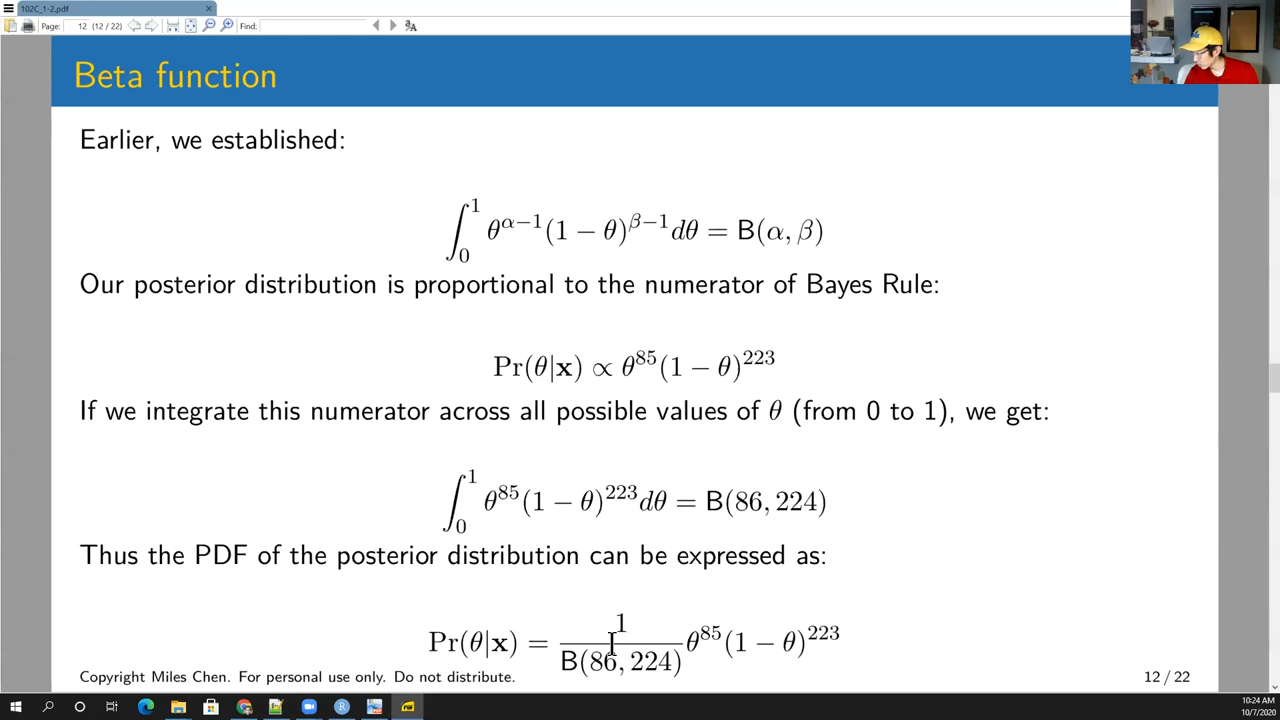 102C_1-2.pdf
Page: 12 (12 / 22) Find:
Beta function
Earlier, we established:
∫₀¹ θ^{α−1}(1 − θ)^{β−1}dθ = B(α, β)
Our posterior distribution is proportional to the numerator of Bayes Rule:
Pr(θ|x) ∝ θ^{85}(1 − θ)^{223}
If we integrate this numerator across all possible values of θ (from 0 to 1), we get:
∫₀¹ θ^{85}(1 − θ)^{223}dθ = B(86, 224)
Thus the PDF of the posterior distribution can be expressed as:
Pr(θ|x) = \frac{1}{B(86, 224)} θ^{85}(1 − θ)^{223}
Copyright Miles Chen. For personal use only. Do not distribute. 12 / 22
10:24 AM
10/7/2020